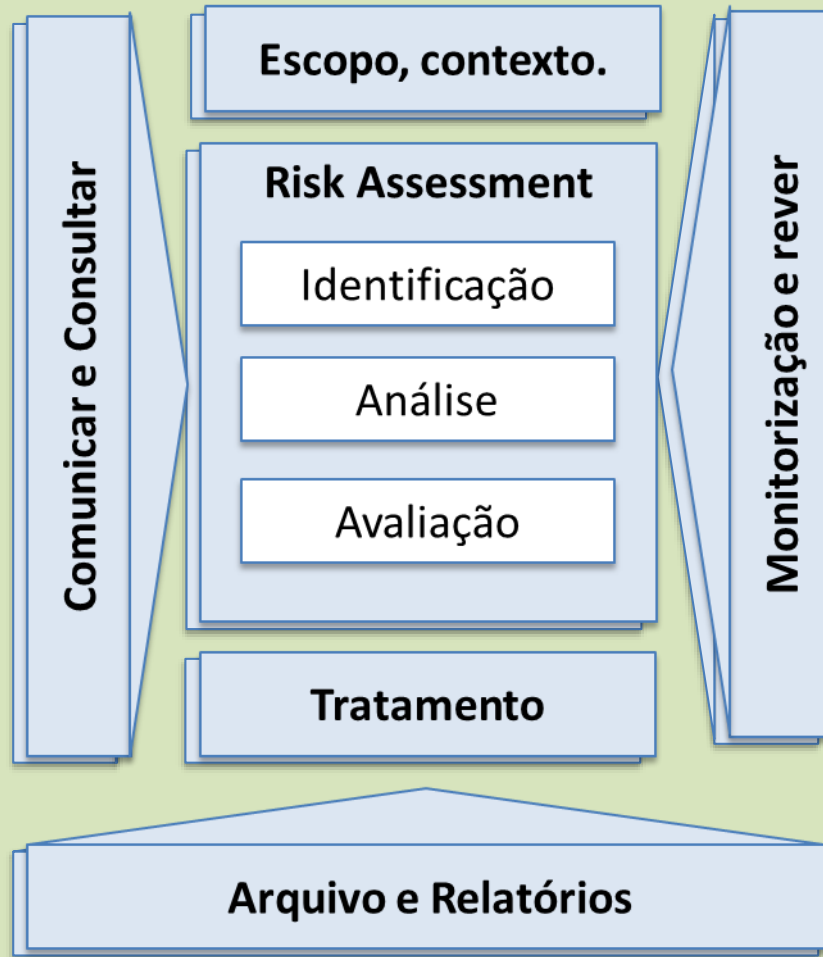 Escopo, contexto.
Comunicar e Consultar
Risk Assessment
Identificação
Análise
Avaliação
Monitorização e rever
Tratamento
Arquivo e Relatórios